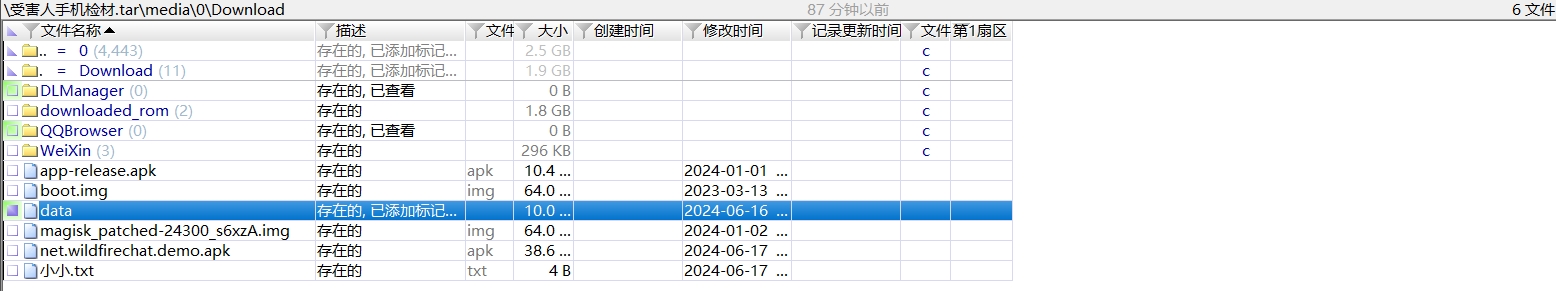 \受害人手机检材.tar\media\0\Download 87 分钟以前 6 文件
文件名称 描述 文件 大小 创建时间 修改时间 记录更新时间 文件 第1扇区
.. = 0 (4,443) 存在的, 已添加标记... 2.5 GB c
. = Download (11) 存在的, 已添加标记... 1.9 GB c
DLManager (0) 存在的, 已查看 0 B c
downloaded_rom (2) 存在的 1.8 GB c
QQBrowser (0) 存在的, 已查看 0 B c
WeiXin (3) 存在的 296 KB c
app-release.apk 存在的 apk 10.4 ... 2024-01-01 ...
boot.img 存在的 img 64.0 ... 2023-03-13 ...
data 存在的, 已添加标记... 10.0 ... 2024-06-16 ...
magisk_patched-24300_s6xzA.img 存在的 img 64.0 ... 2024-01-02 ...
net.wildfirechat.demo.apk 存在的 apk 38.6 ... 2024-06-17 ...
小小.txt 存在的 txt 4 B 2024-06-17 ...